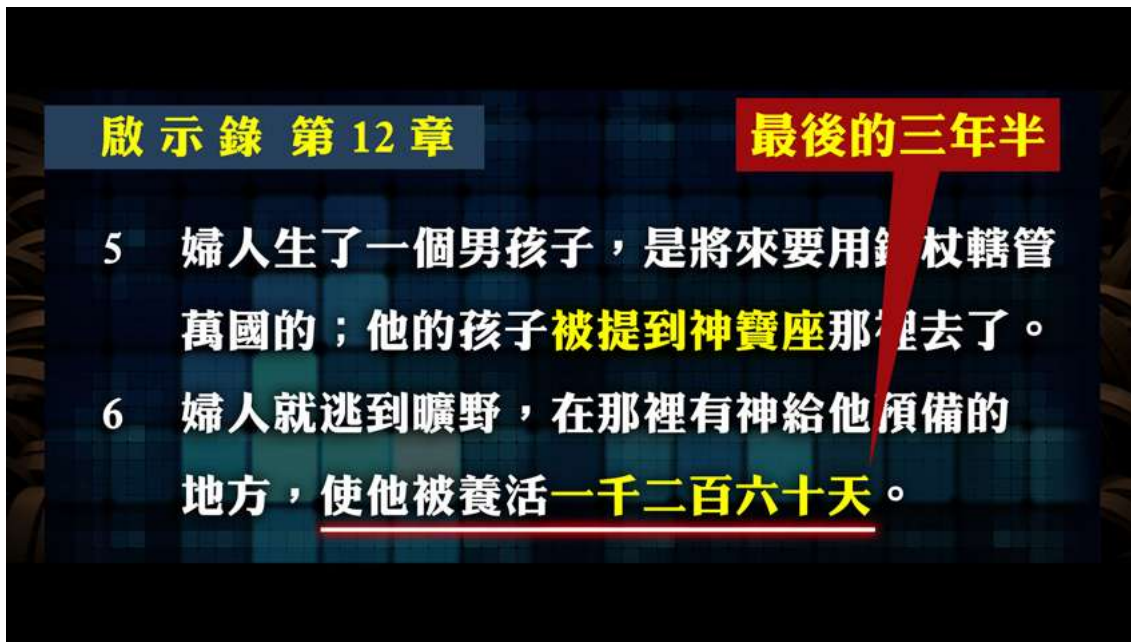 啟示錄 第12章
最後的三年半
5 婦人生了一個男孩子，是將來要用 杖轄管
萬國的；他的孩子被提到神寶座那裡去了。
6 婦人就逃到曠野，在那裡有神給他預備的
地方，使他被養活一千二百六十天。